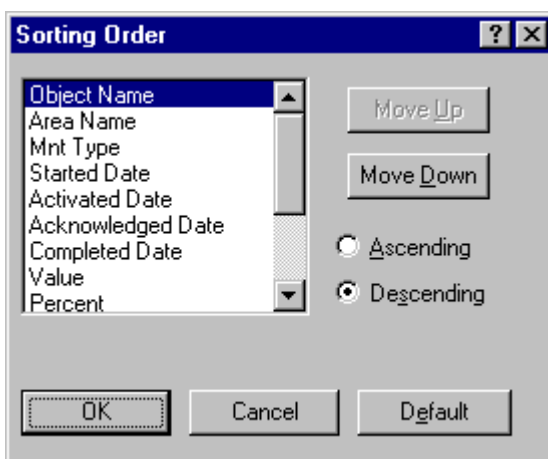 Sorting Order
Object Name
Area Name
Mnt Type
Started Date
Activated Date
Acknowledged Date
Completed Date
Value
Percent
Move Up
Move Down
Ascending
Descending
OK Cancel Default